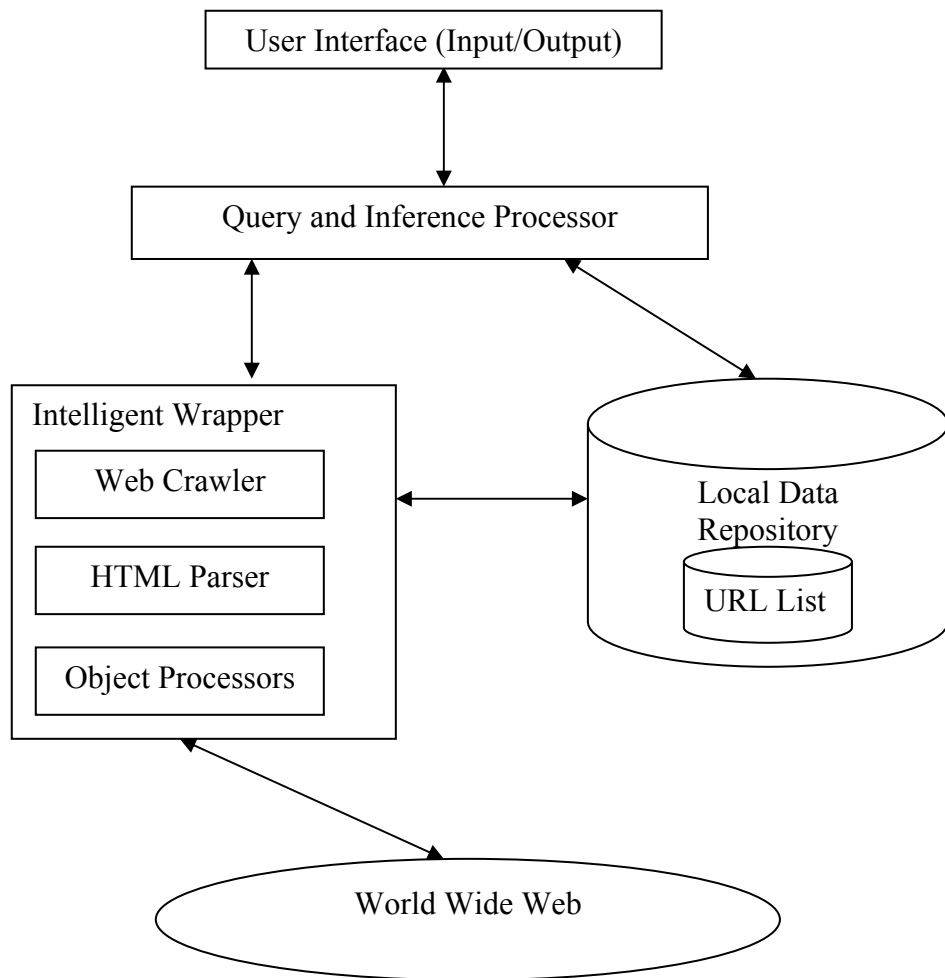 User Interface (Input/Output)
Query and Inference Processor
Intelligent Wrapper
Web Crawler
HTML Parser
Object Processors
Local Data
Repository
URL List
World Wide Web